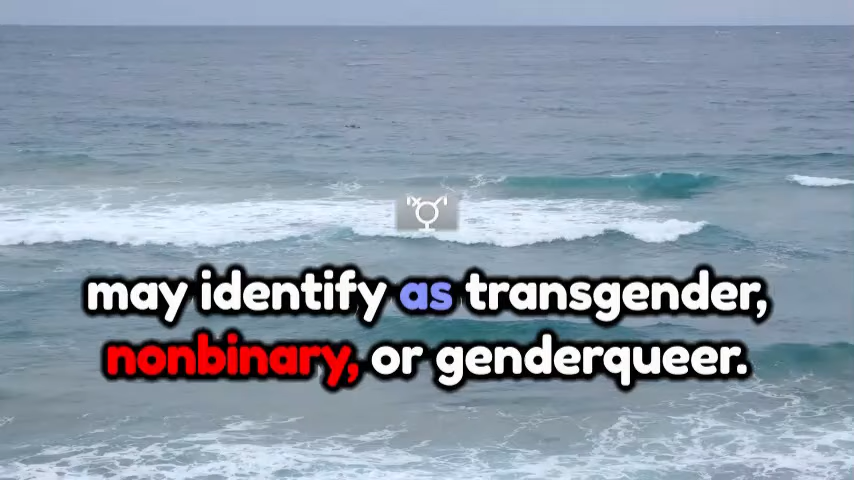 may identify as transgender,
nonbinary, or genderqueer.